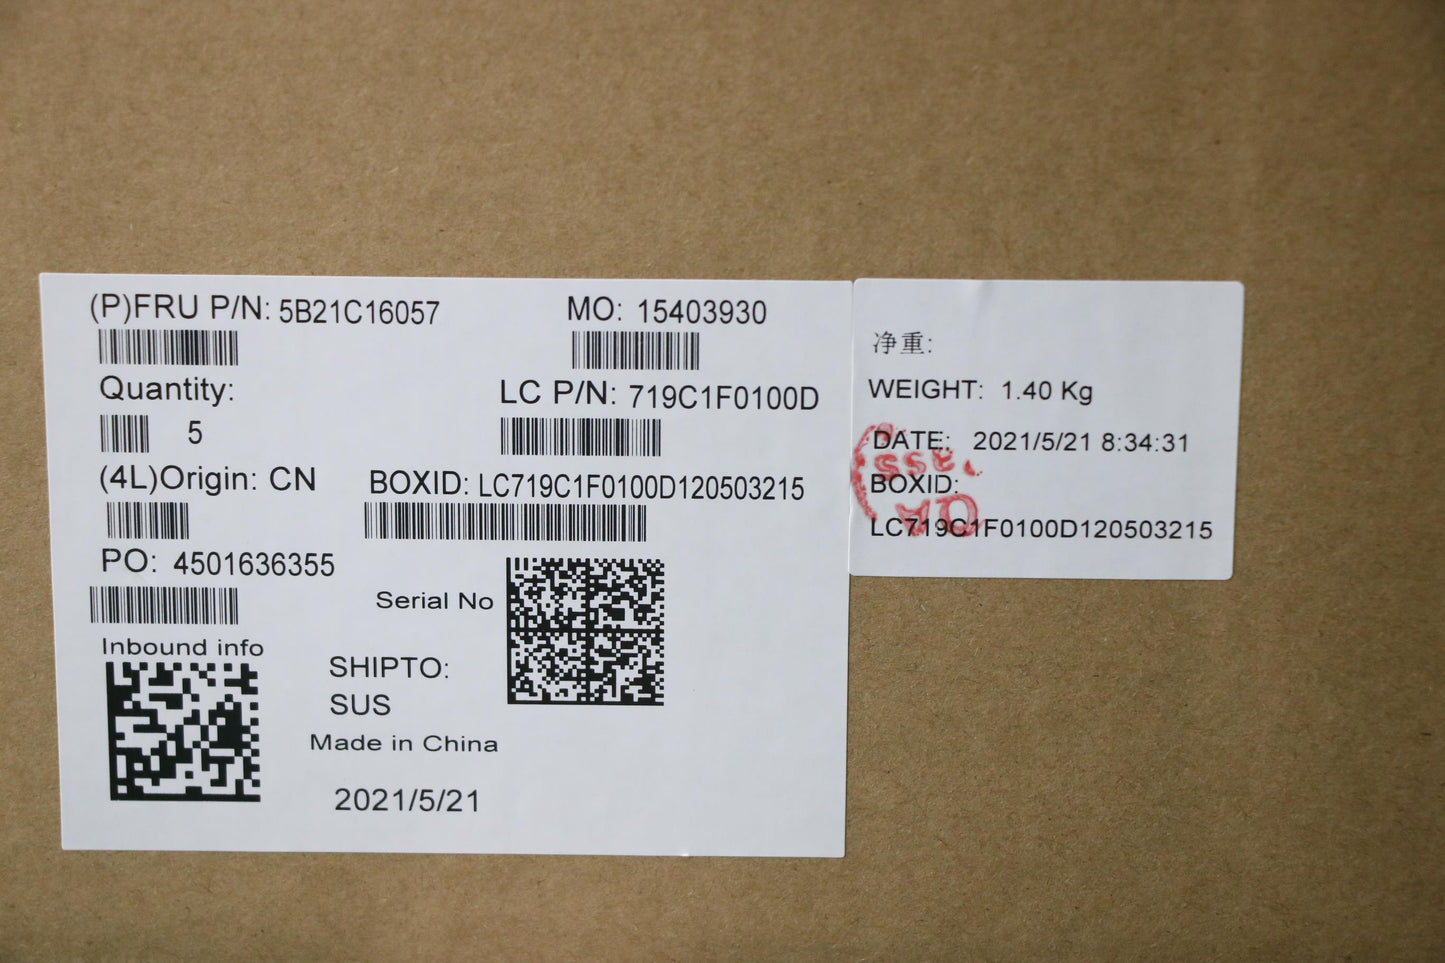 (P)FRU P/N: 5B21C16057
MO: 15403930
Quantity:
5
LC P/N: 719C1F0100D
(4L)Origin: CN
BOXID: LC719C1F0100D120503215
PO: 4501636355
Serial No
Inbound info
SHIPTO:
SUS
Made in China
2021/5/21
净重:
WEIGHT: 1.40 Kg
DATE: 2021/5/21 8:34:31
BOXID:
LC719C1F0100D120503215
QA